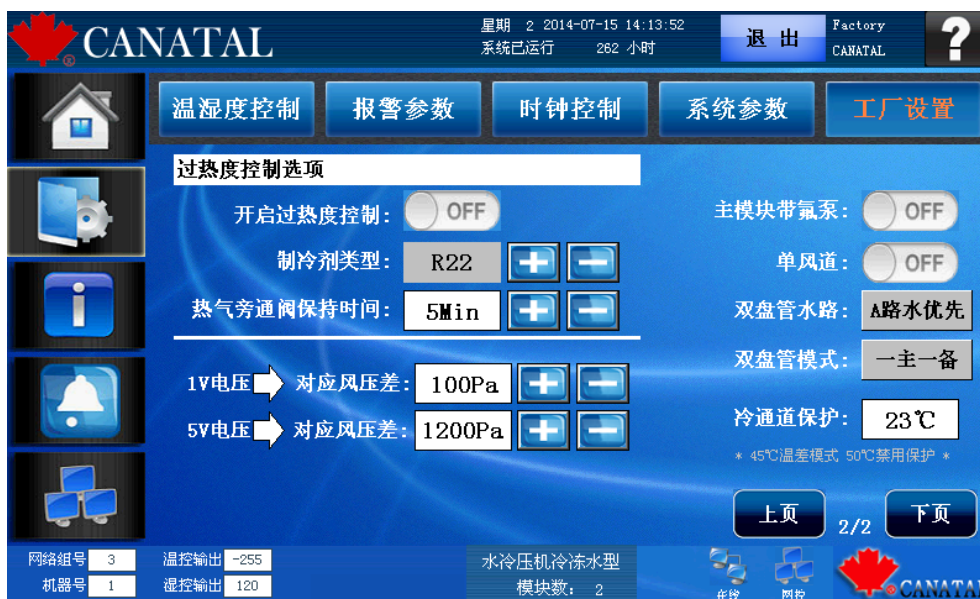 CANATAL
星期 2 2014-07-15 14:13:52
系统已运行 262 小时
退出
Factory
CANATAL
?
温湿度控制 报警参数 时钟控制 系统参数 工厂设置
过热度控制选项
开启过热度控制: OFF
主模块带氟泵: OFF
制冷剂类型: R22
单风道: OFF
热气旁通阀保持时间: 5Min
双盘管水路: A路水优先
双盘管模式: 一主一备
1V电压 对应风压差: 100Pa
5V电压 对应风压差: 1200Pa
冷通道保护: 23℃
* 45℃温差模式 50℃禁用保护 *
上页 2/2 下页
网络组号 3 温控输出 -255
机器号 1 湿控输出 120
水冷压机冷冻水型
模块数: 2
在线 网控
CANATAL